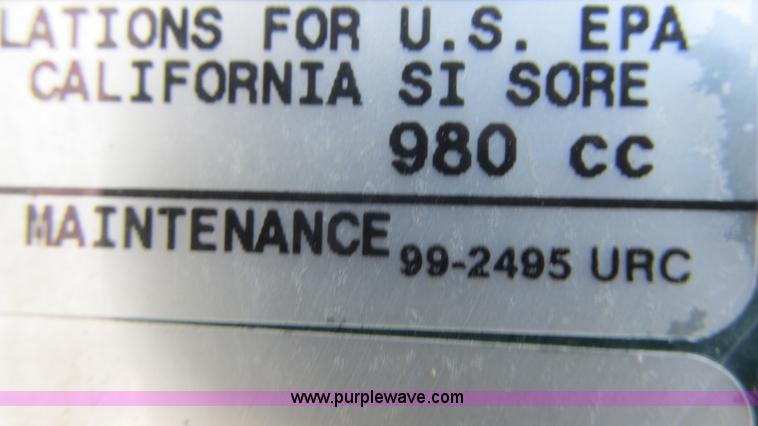 LATIONS FOR U.S. EPA
CALIFORNIA SI SORE
980 cc
MAINTENANCE 99-2495 URC
www.purplewave.com